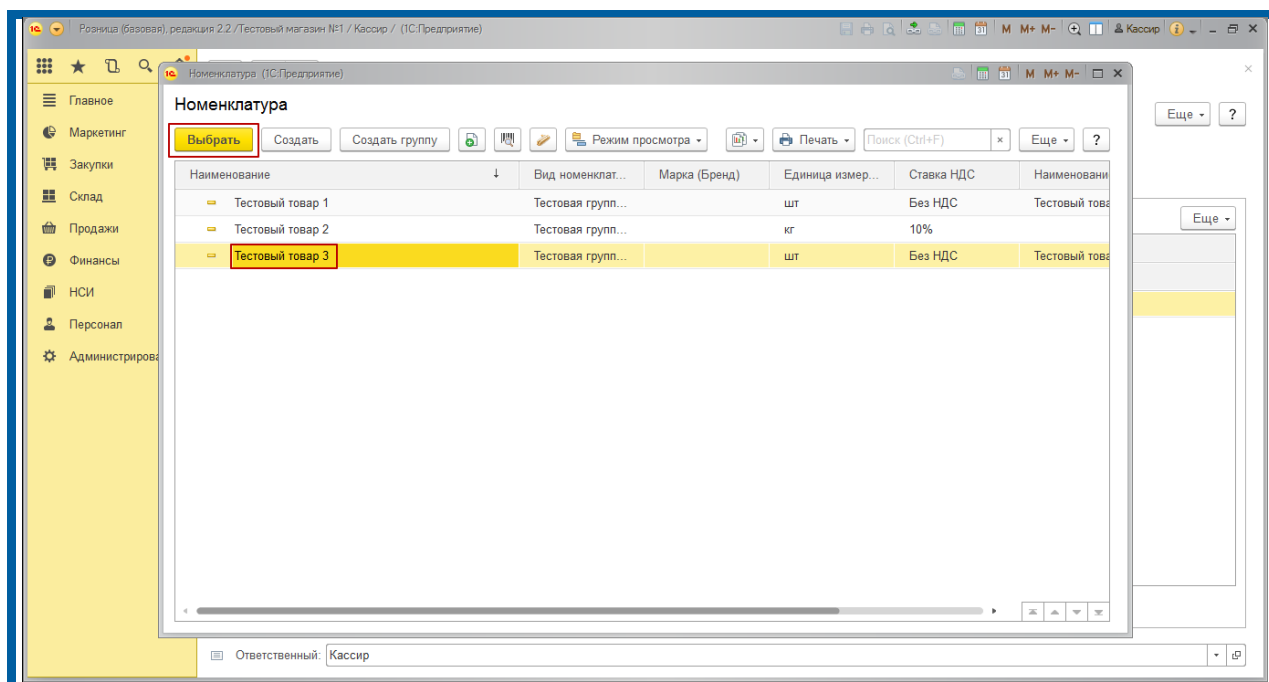 Розница (базовая), редакция 2.2 /Тестовый магазин №1 / Кассир / (1С:Предприятие) M M+ M- Кассир
Номенклатура (1С:Предприятие) M M+ M-
Главное
Маркетинг
Закупки
Склад
Продажи
Финансы
НСИ
Персонал
Администрирова
Номенклатура
Еще ?
Выбрать Создать Создать группу Режим просмотра Печать Поиск (Ctrl+F) × Еще ?
Наименование ↓ Вид номенклат... Марка (Бренд) Единица измер... Ставка НДС Наименовани
Тестовый товар 1 Тестовая групп... шт Без НДС Тестовый това
Еще
Тестовый товар 2 Тестовая групп... кг 10%
Тестовый товар 3 Тестовая групп... шт Без НДС Тестовый това
Ответственный: Кассир